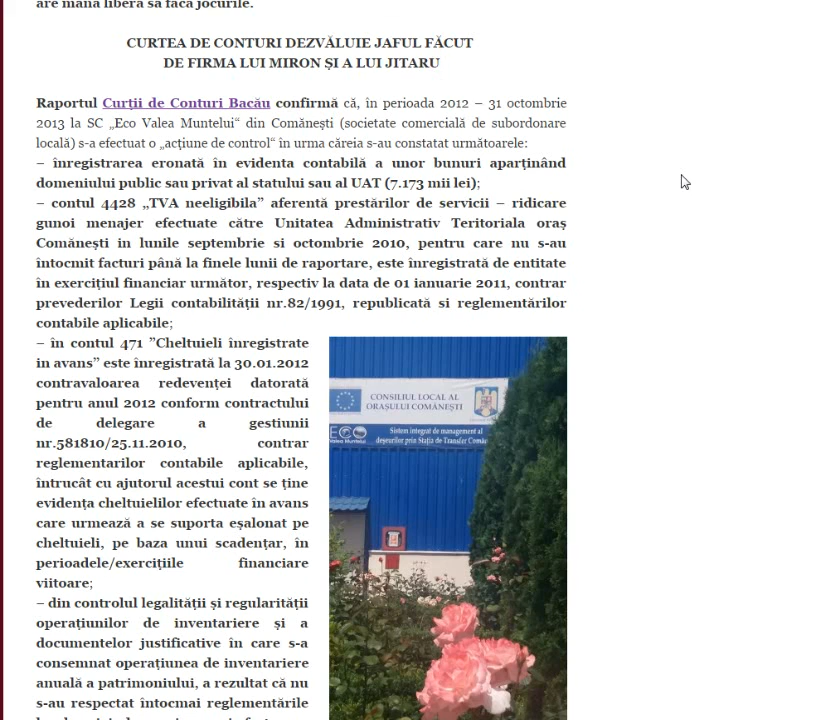 are mână liberă să facă jocurile.
CURTEA DE CONTURI DEZVĂLUIE JAFUL FĂCUT
DE FIRMA LUI MIRON ȘI A LUI JITARU
Raportul Curții de Conturi Bacău confirmă că, în perioada 2012 – 31 octombrie
2013 la SC „Eco Valea Muntelui“ din Comănești (societate comercială de subordonare
locală) s-a efectuat o „acțiune de control“ în urma căreia s-au constatat următoarele:
– înregistrarea eronată în evidenta contabilă a unor bunuri aparținând
domeniului public sau privat al statului sau al UAT (7.173 mii lei);
– contul 4428 „TVA neeligibila” aferentă prestărilor de servicii – ridicare
gunoi menajer efectuate către Unitatea Administrativ Teritoriala oraș
Comănești in lunile septembrie si octombrie 2010, pentru care nu s-au
întocmit facturi până la finele lunii de raportare, este înregistrată de entitate
în exercițiul financiar următor, respectiv la data de 01 ianuarie 2011, contrar
prevederilor Legii contabilității nr.82/1991, republicată si reglementărilor
contabile aplicabile;
– în contul 471 ”Cheltuieli înregistrate
in avans” este înregistrată la 30.01.2012
contravaloarea redevenței datorată
pentru anul 2012 conform contractului
de delegare a gestiunii
nr.581810/25.11.2010, contrar
reglementarilor contabile aplicabile,
întrucât cu ajutorul acestui cont se ține
evidența cheltuielilor efectuate în avans
care urmează a se suporta eșalonat pe
cheltuieli, pe baza unui scadențar, în
perioadele/exercițiile financiare
viitoare;
– din controlul legalității și regularității
operațiunilor de inventariere și a
documentelor justificative în care s-a
consemnat operațiunea de inventariere
anuală a patrimoniului, a rezultat că nu
s-au respectat întocmai reglementările
CONSILIUL LOCAL AL
ORAȘULUI COMĂNEȘTI
ECO
Sistem integrat de management al
deșeurilor prin Stația de Transfer Comă